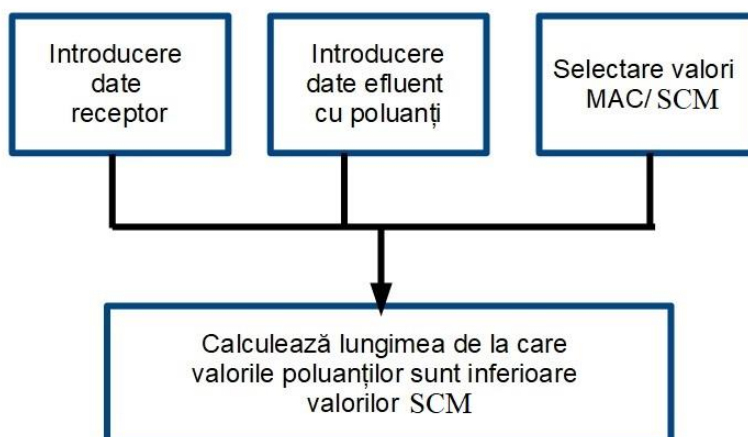 Introducere
date
receptor
Introducere
date efluent
cu poluanți
Selectare valori
MAC/ SCM
Calculează lungimea de la care
valorile poluanților sunt inferioare
valorilor SCM